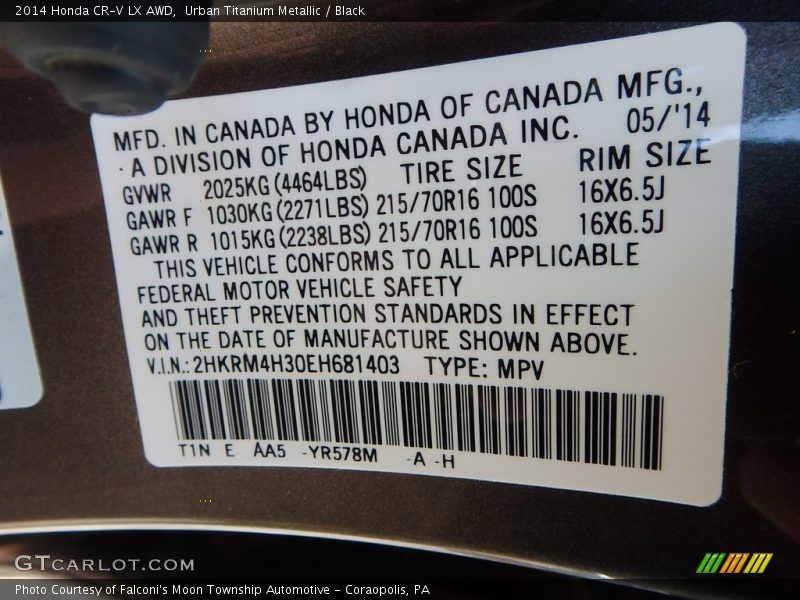 2014 Honda CR-V LX AWD,  Urban Titanium Metallic / Black
MFD. IN CANADA BY HONDA OF CANADA MFG.,
· A DIVISION OF HONDA CANADA INC. 05/'14
GVWR 2025KG (4464LBS) TIRE SIZE RIM SIZE
GAWR F 1030KG (2271LBS) 215/70R16 100S 16X6.5J
GAWR R 1015KG (2238LBS) 215/70R16 100S 16X6.5J
THIS VEHICLE CONFORMS TO ALL APPLICABLE
FEDERAL MOTOR VEHICLE SAFETY
AND THEFT PREVENTION STANDARDS IN EFFECT
ON THE DATE OF MANUFACTURE SHOWN ABOVE.
V.I.N.: 2HKRM4H30EH681403 TYPE: MPV
T1N E AA5 -YR578M -A -H
GTCARLOT.COM
Photo Courtesy of Falconi's Moon Township Automotive - Coraopolis, PA